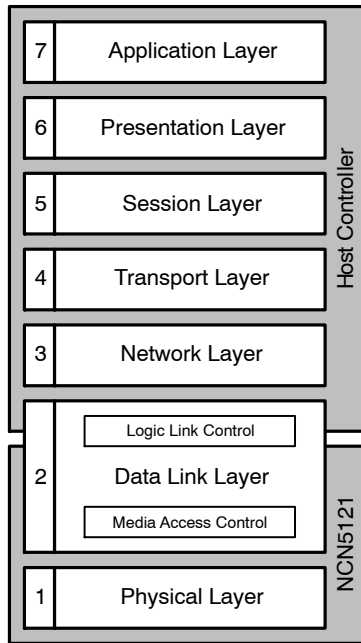 7 Application Layer
6 Presentation Layer
5 Session Layer
4 Transport Layer
3 Network Layer
Host Controller
Logic Link Control
2 Data Link Layer
Media Access Control
1 Physical Layer
NCN5121